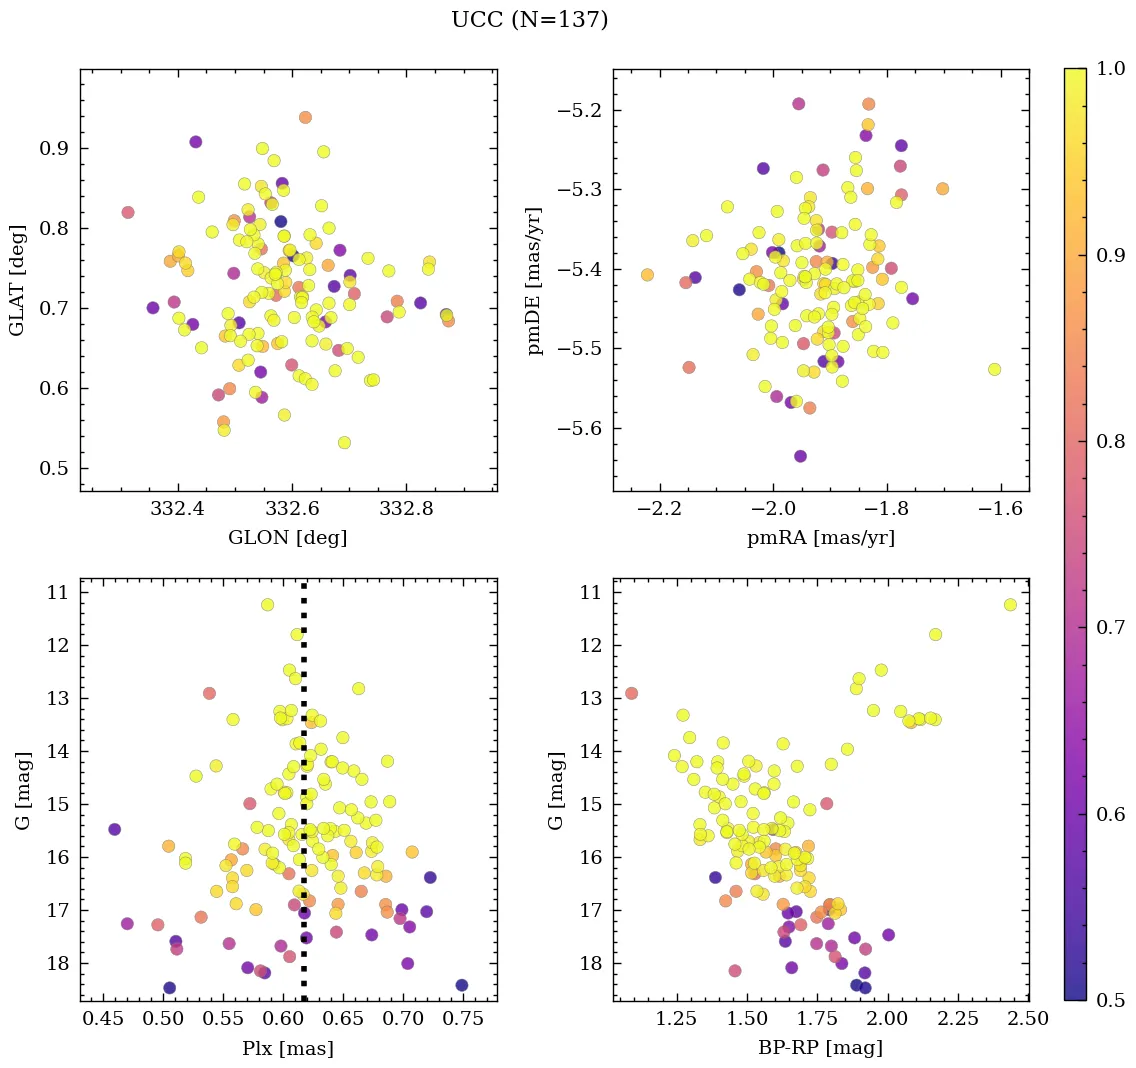 UCC (N=137)
0.9
0.8
0.7
0.6
0.5
GLAT [deg]
332.4 332.6 332.8
GLON [deg]
−5.2
−5.3
−5.4
−5.5
−5.6
pmDE [mas/yr]
−2.2 −2.0 −1.8 −1.6
pmRA [mas/yr]
11
12
13
14
15
16
17
18
G [mag]
0.45 0.50 0.55 0.60 0.65 0.70 0.75
Plx [mas]
11
12
13
14
15
16
17
18
G [mag]
1.25 1.50 1.75 2.00 2.25 2.50
BP-RP [mag]
1.0
0.9
0.8
0.7
0.6
0.5